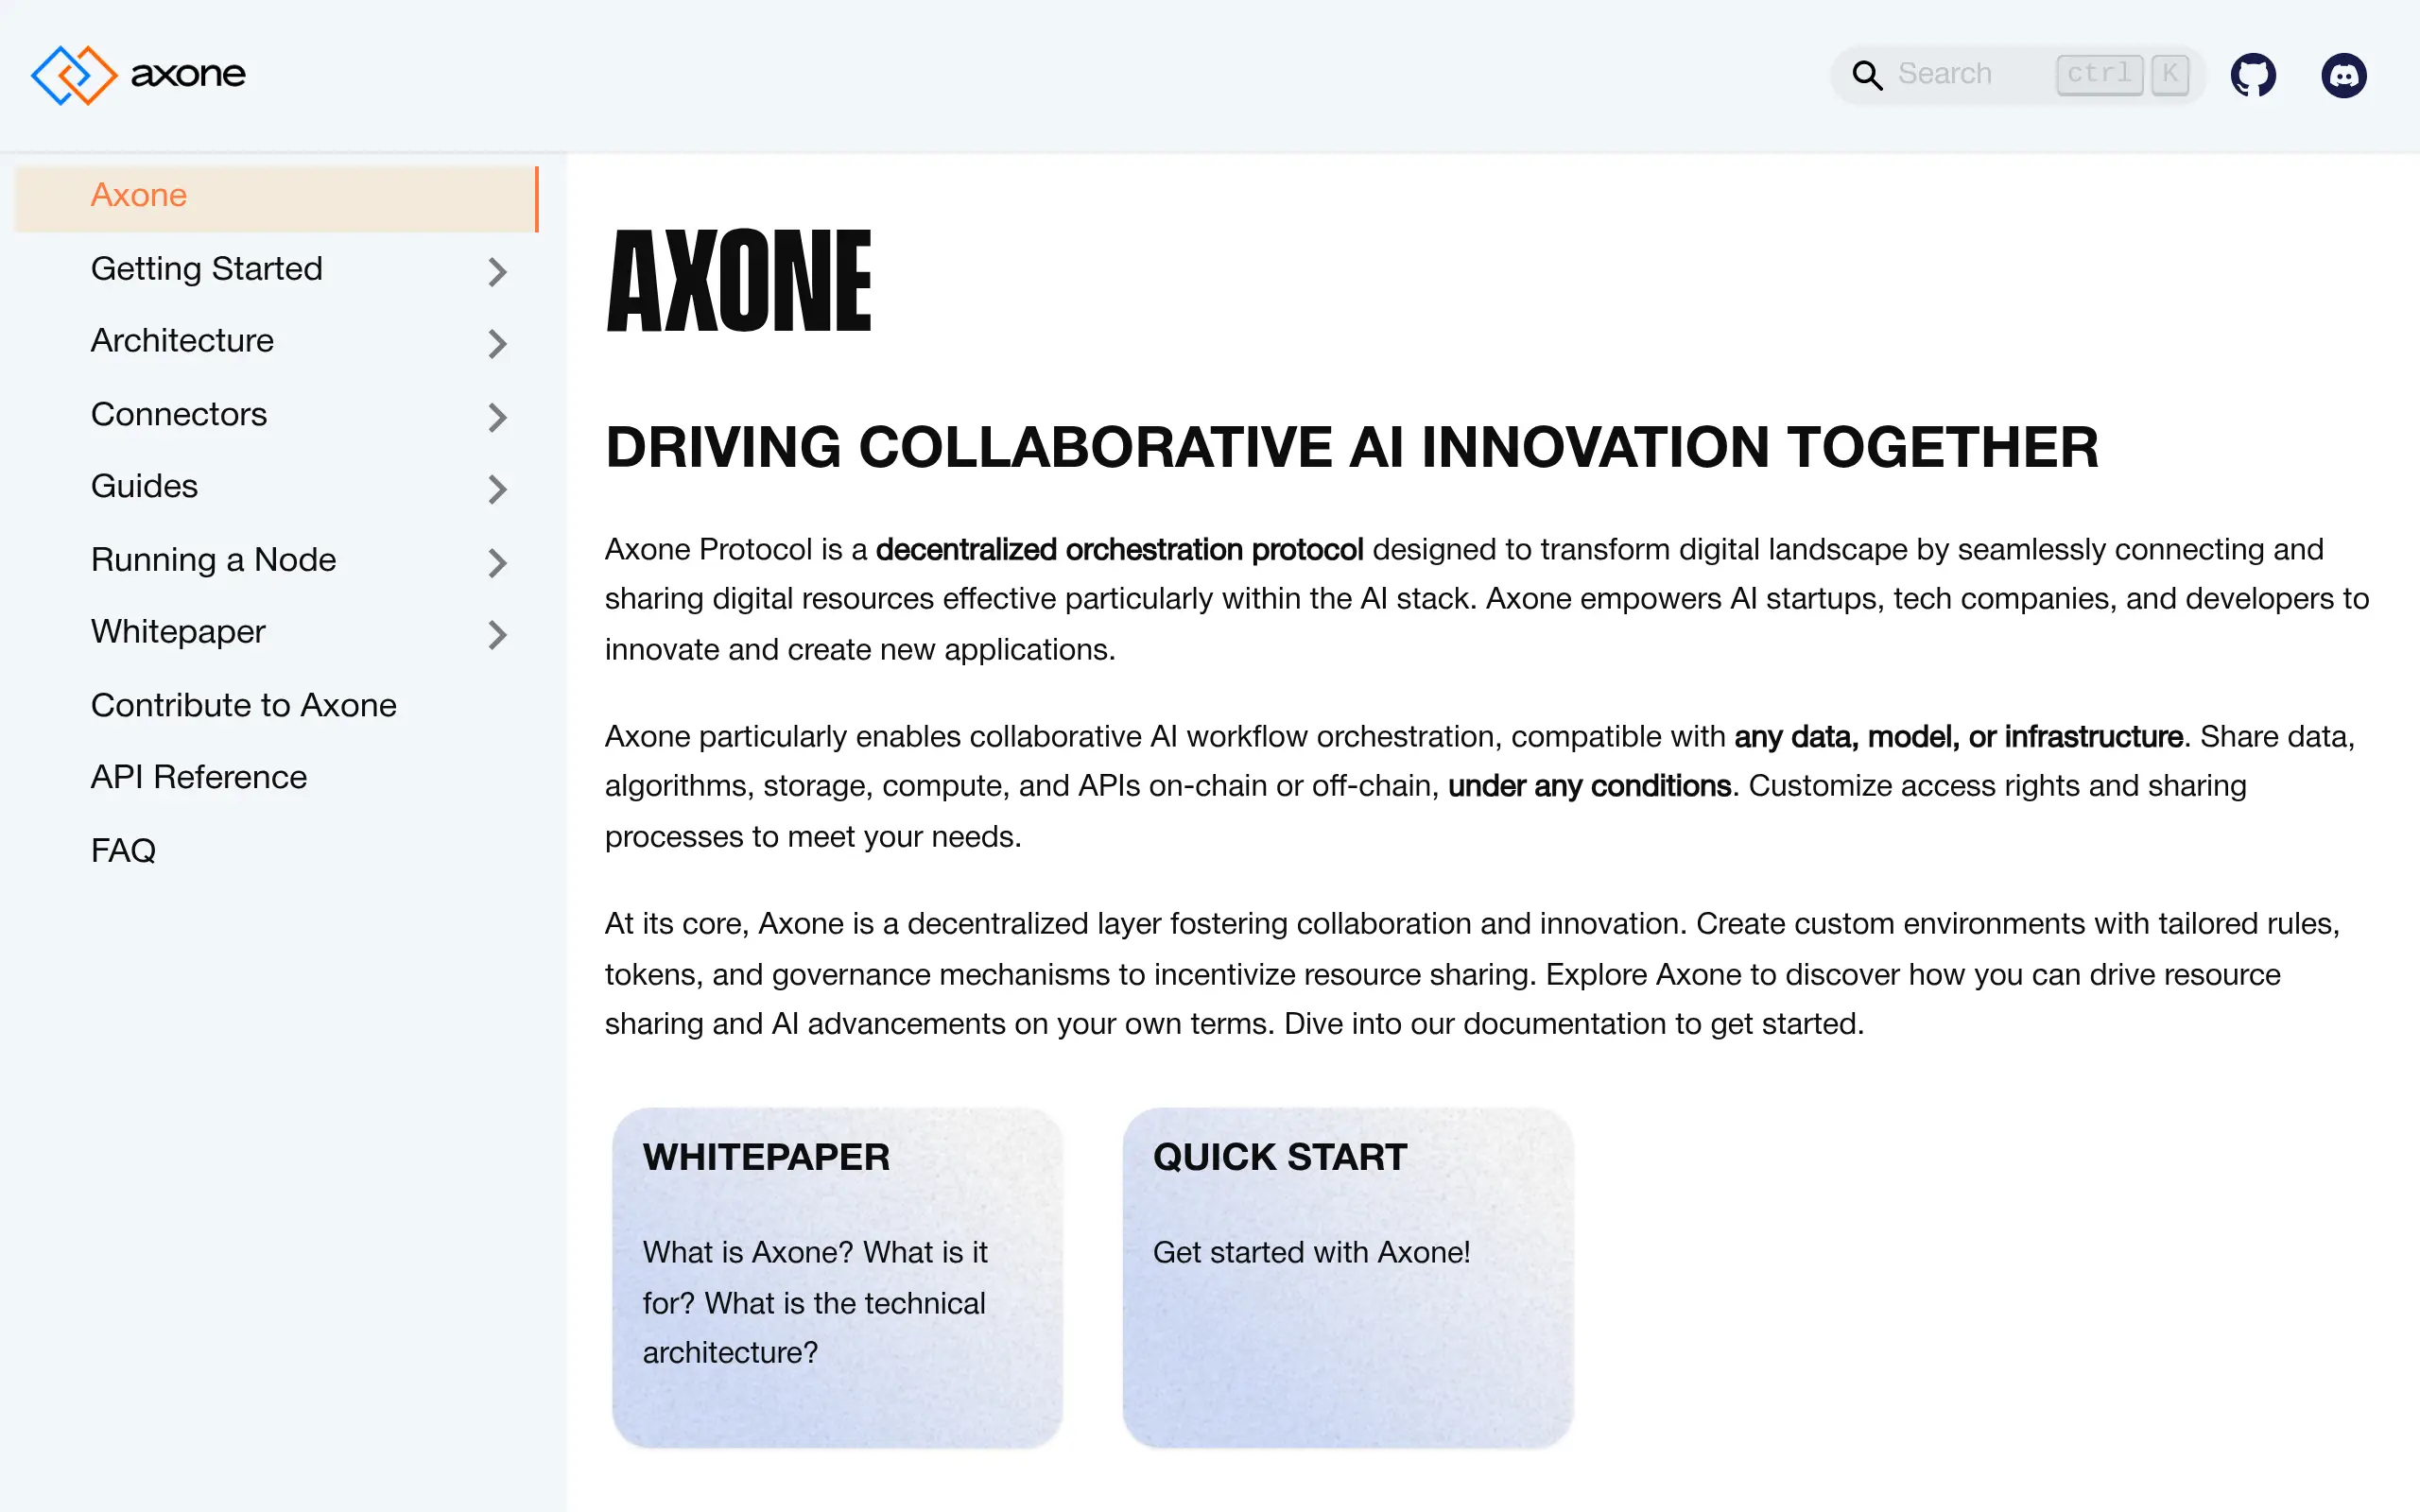 axone
Search ctrl K
Axone
Getting Started
Architecture
Connectors
Guides
Running a Node
Whitepaper
Contribute to Axone
API Reference
FAQ
AXONE
DRIVING COLLABORATIVE AI INNOVATION TOGETHER
Axone Protocol is a decentralized orchestration protocol designed to transform digital landscape by seamlessly connecting and
sharing digital resources effective particularly within the AI stack. Axone empowers AI startups, tech companies, and developers to
innovate and create new applications.
Axone particularly enables collaborative AI workflow orchestration, compatible with any data, model, or infrastructure. Share data,
algorithms, storage, compute, and APIs on-chain or off-chain, under any conditions. Customize access rights and sharing
processes to meet your needs.
At its core, Axone is a decentralized layer fostering collaboration and innovation. Create custom environments with tailored rules,
tokens, and governance mechanisms to incentivize resource sharing. Explore Axone to discover how you can drive resource
sharing and AI advancements on your own terms. Dive into our documentation to get started.
WHITEPAPER
What is Axone? What is it
for? What is the technical
architecture?
QUICK START
Get started with Axone!